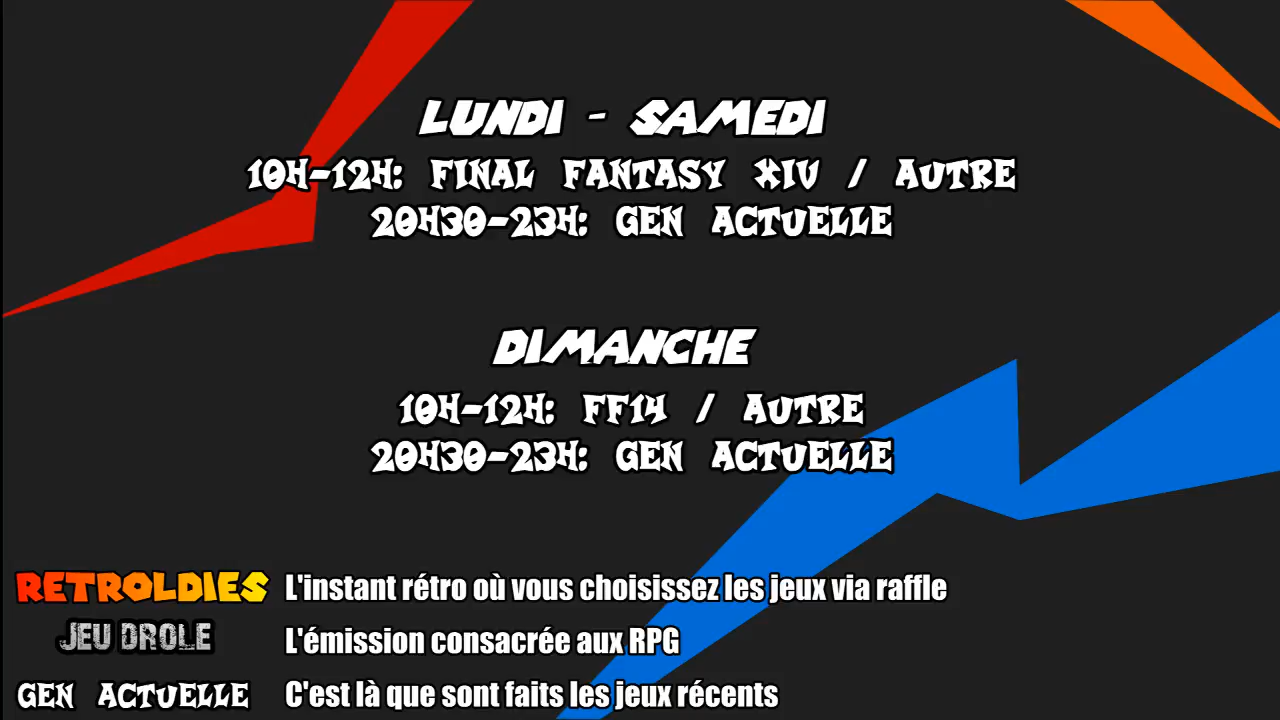 LUNDI - SAMEDI
10H-12H: FINAL FANTASY XIV / AUTRE
20H30-23H: GEN ACTUELLE
DIMANCHE
10H-12H: FF14 / AUTRE
20H30-23H: GEN ACTUELLE
RETROLDIES L'instant rétro où vous choisissez les jeux via raffle
JEU DROLE L'émission consacrée aux RPG
GEN ACTUELLE C'est là que sont faits les jeux récents